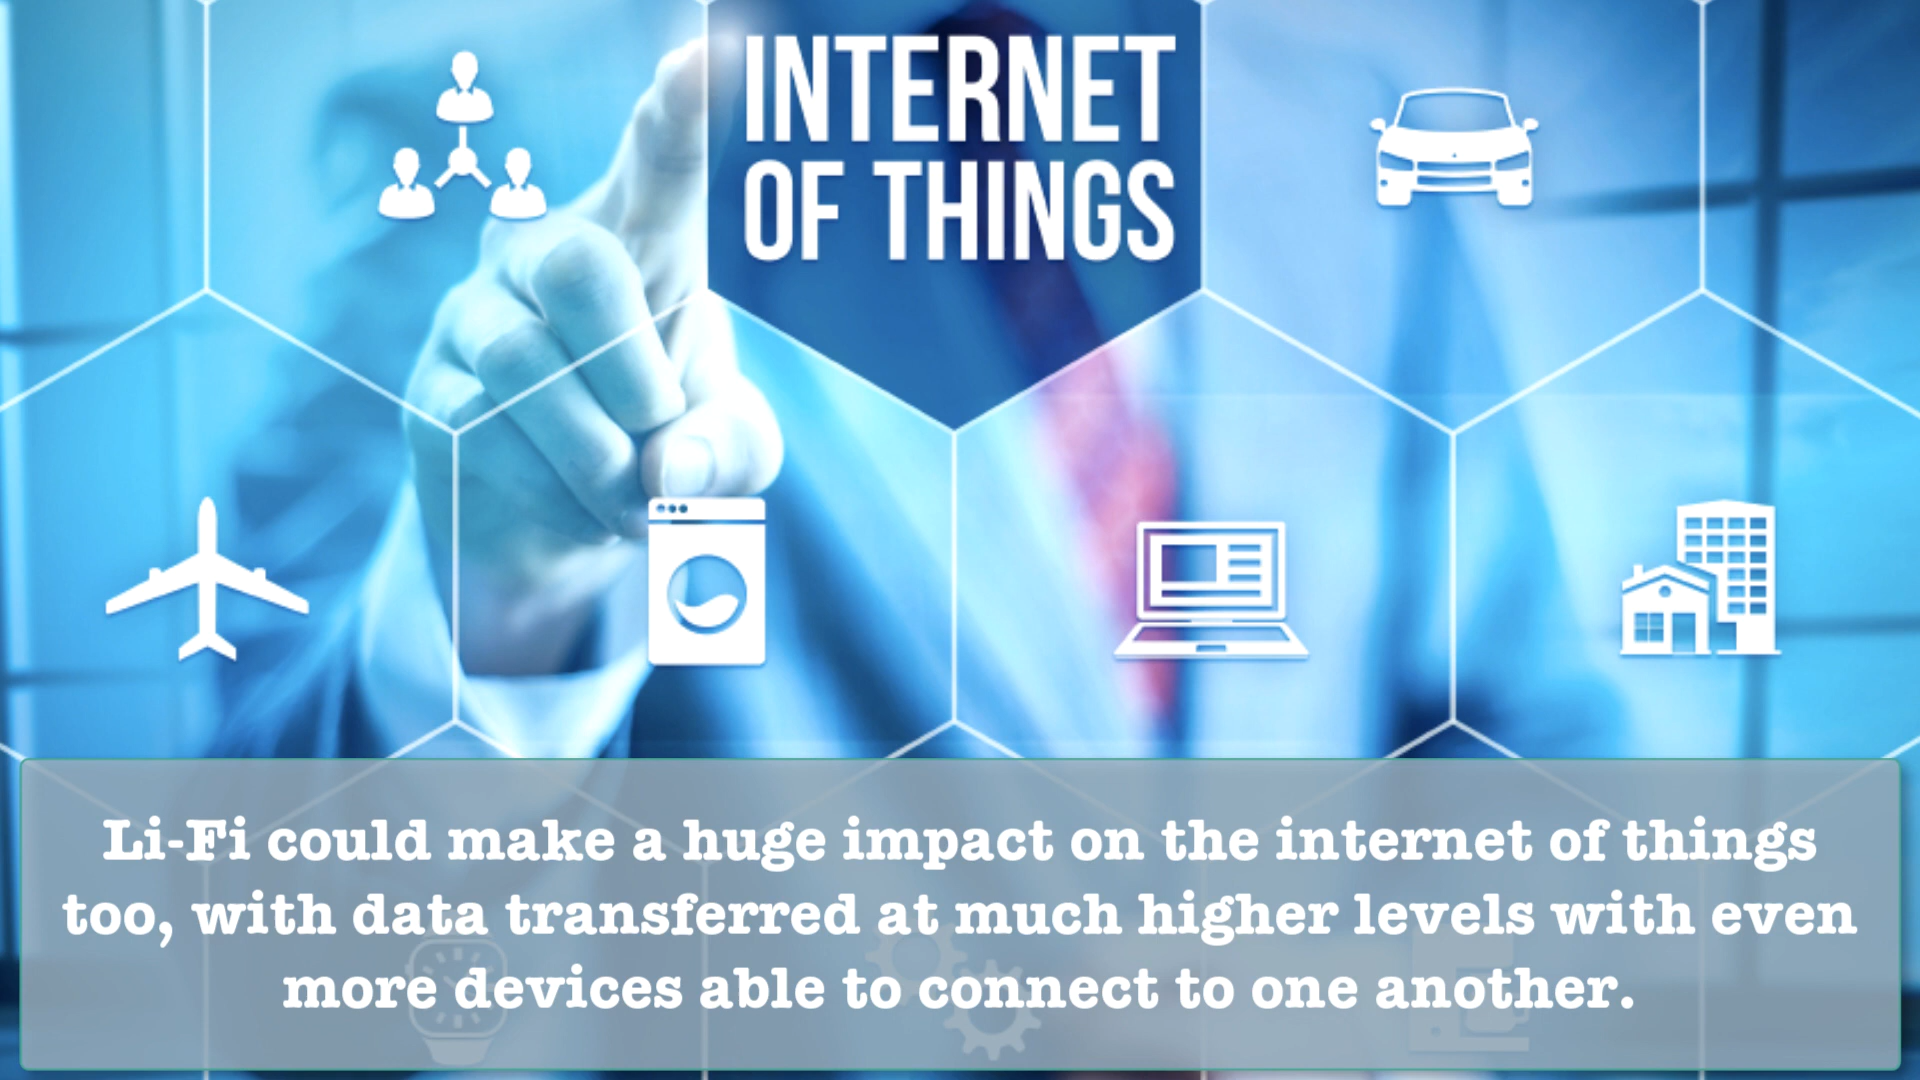 INTERNET
OF THINGS
Li-Fi could make a huge impact on the internet of things
too, with data transferred at much higher levels with even
more devices able to connect to one another.